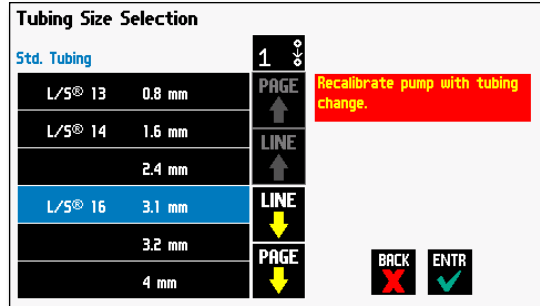 Tubing Size Selection
Std. Tubing
1
L/S® 13 0.8 mm
L/S® 14 1.6 mm
2.4 mm
L/S® 16 3.1 mm
3.2 mm
4 mm
PAGE
LINE
LINE
PAGE
Recalibrate pump with tubing
change.
BACK
ENTR